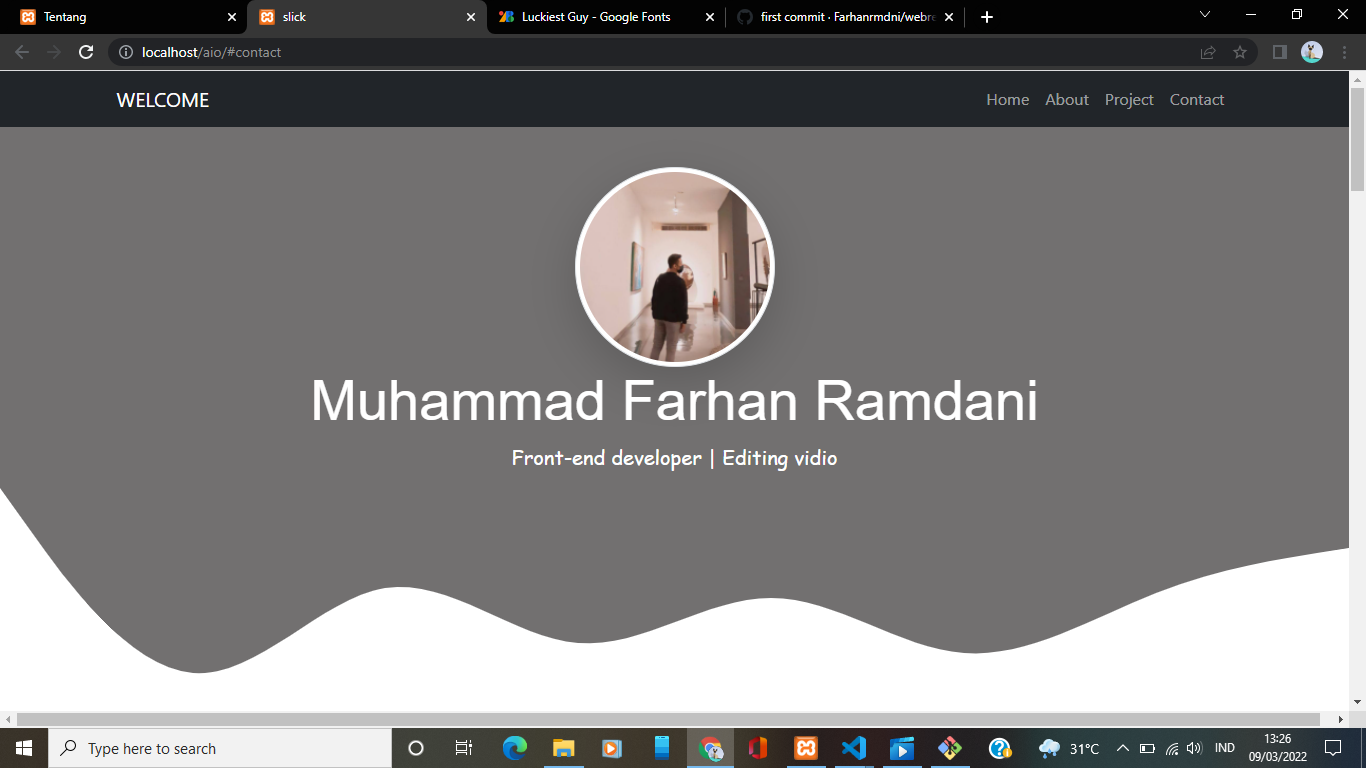 Tentang
slick
Luckiest Guy - Google Fonts
first commit · Farhanrmdni/webre
localhost/aio/#contact
WELCOME
Home
About
Project
Contact
Muhammad Farhan Ramdani
Front-end developer | Editing vidio
Type here to search
31°C
IND
13:26
09/03/2022